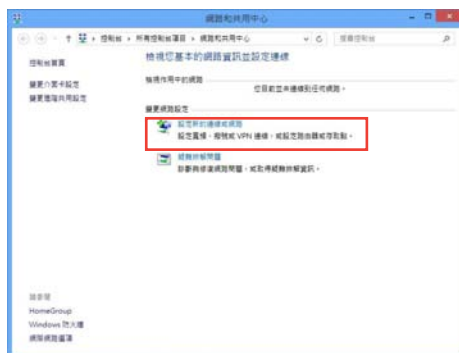 網路和共用中心
控制台 › 所有控制台項目 › 網路和共用中心
搜尋控制台
控制台首頁
變更介面卡設定
變更進階共用設定
檢視您基本的網路資訊並設定連線
檢視作用中的網路
您目前並未連線到任何網路。
變更網路設定
設定新的連線或網路
設定寬頻、撥號或 VPN 連線，或設定路由器或存取點。
疑難排解問題
診斷與修復網路問題，或取得疑難排解資訊。
請參閱
HomeGroup
Windows 防火牆
網際網路選項